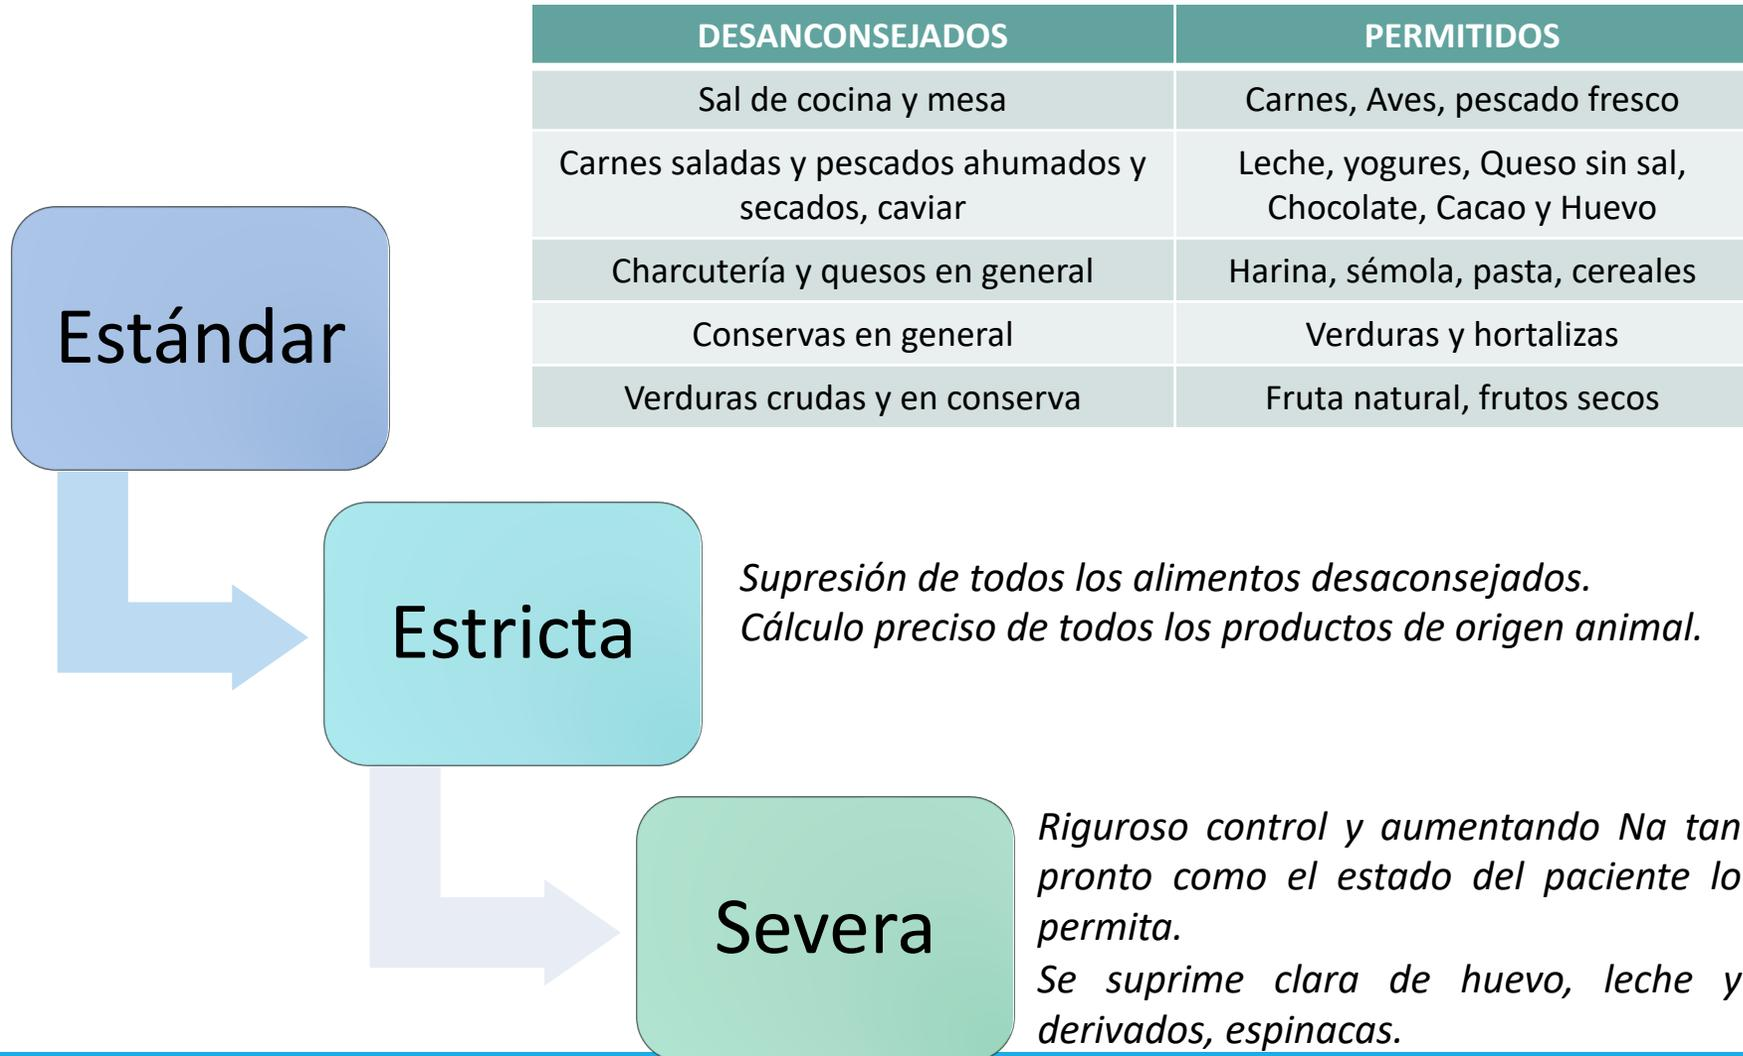 DESANCONSEJADOS
PERMITIDOS
Sal de cocina y mesa
Carnes, Aves, pescado fresco
Carnes saladas y pescados ahumados y
secados, caviar
Leche, yogures, Queso sin sal,
Chocolate, Cacao y Huevo
Charcutería y quesos en general
Harina, sémola, pasta, cereales
Conservas en general
Verduras y hortalizas
Verduras crudas y en conserva
Fruta natural, frutos secos
Estándar
Estricta
Supresión de todos los alimentos desaconsejados.
Cálculo preciso de todos los productos de origen animal.
Severa
Riguroso control y aumentando Na tan
pronto como el estado del paciente lo
permita.
Se suprime clara de huevo, leche y
derivados, espinacas.